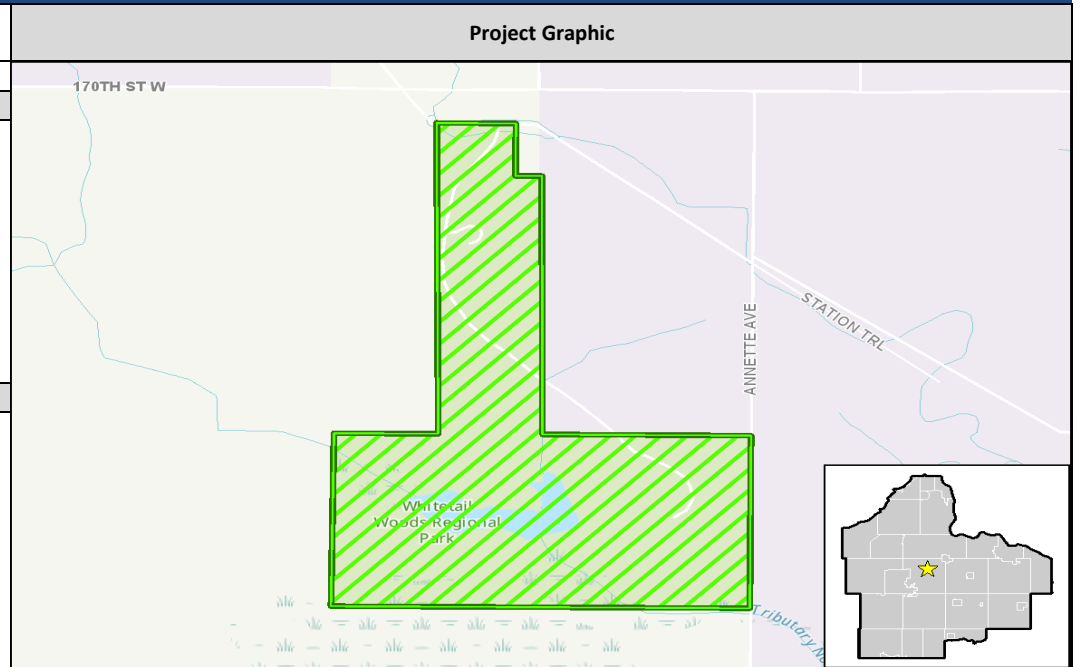 Project Graphic
170TH ST W
ANNETTE AVE
STATION TRL
Whitetail
Woods Regional
Park
Tributary